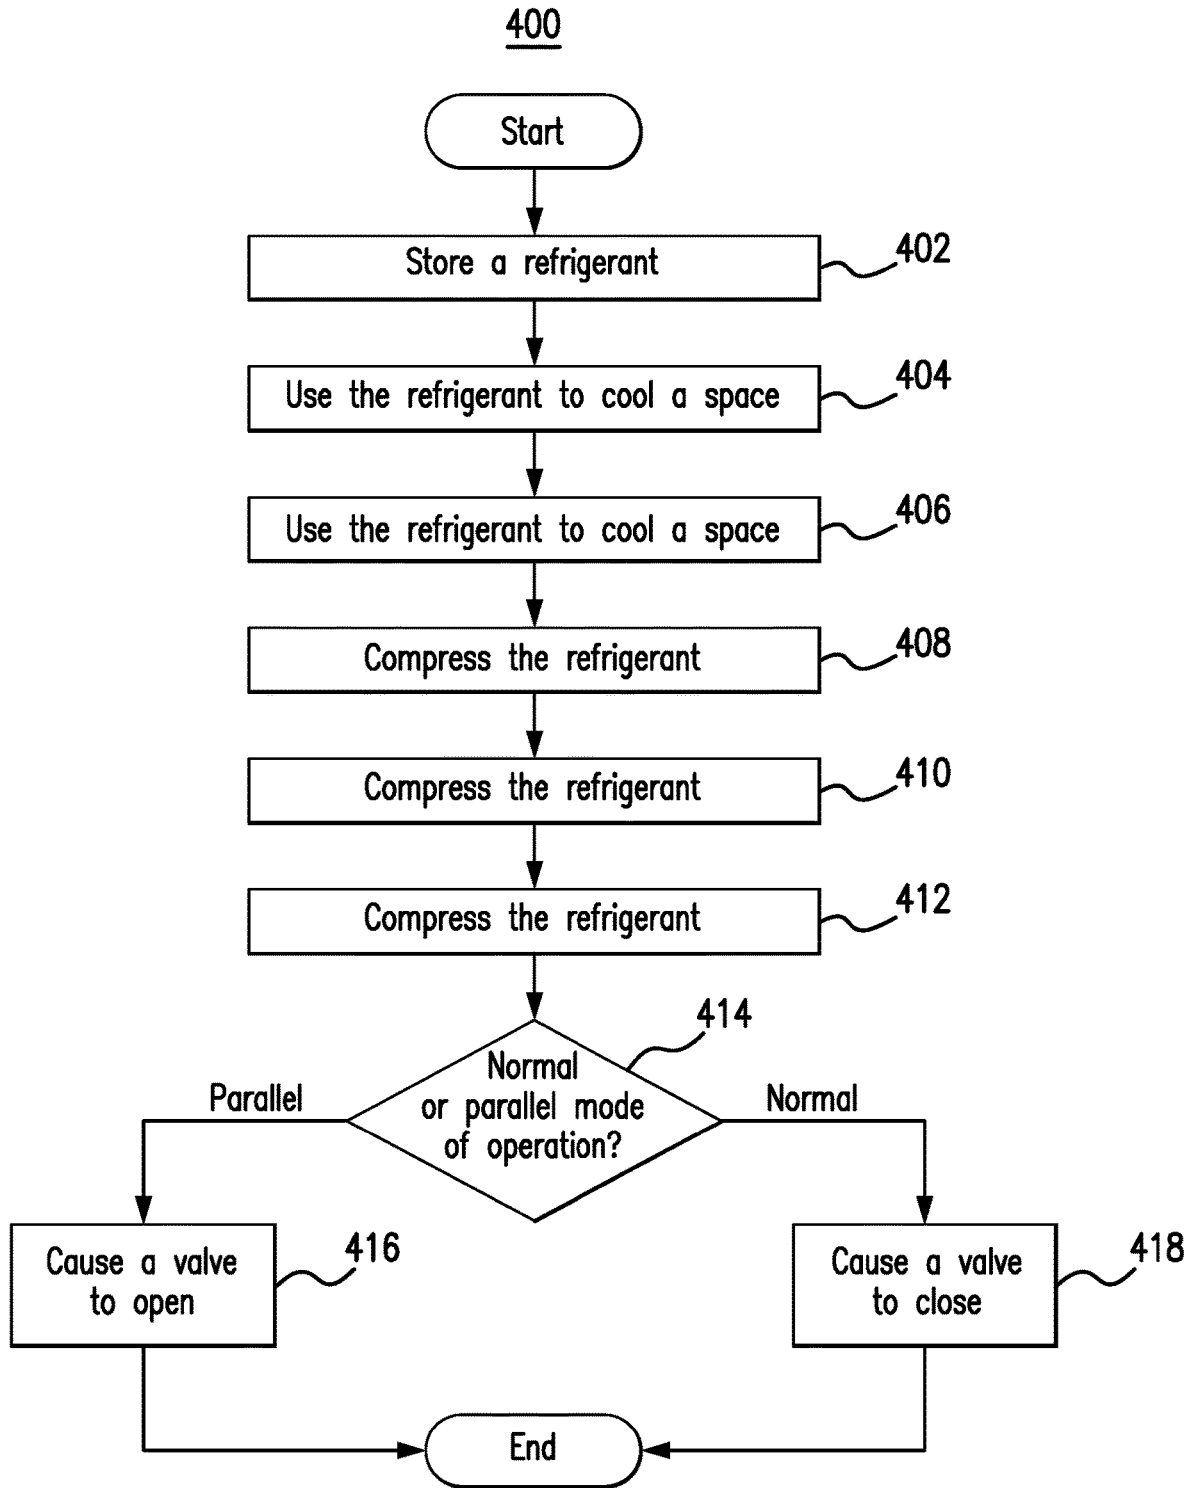 400
Start
Store a refrigerant
402
Use the refrigerant to cool a space
404
Use the refrigerant to cool a space
406
Compress the refrigerant
408
Compress the refrigerant
410
Compress the refrigerant
412
414
Normal
or parallel mode
of operation?
Parallel
Normal
Cause a valve
to open
416
Cause a valve
to close
418
End